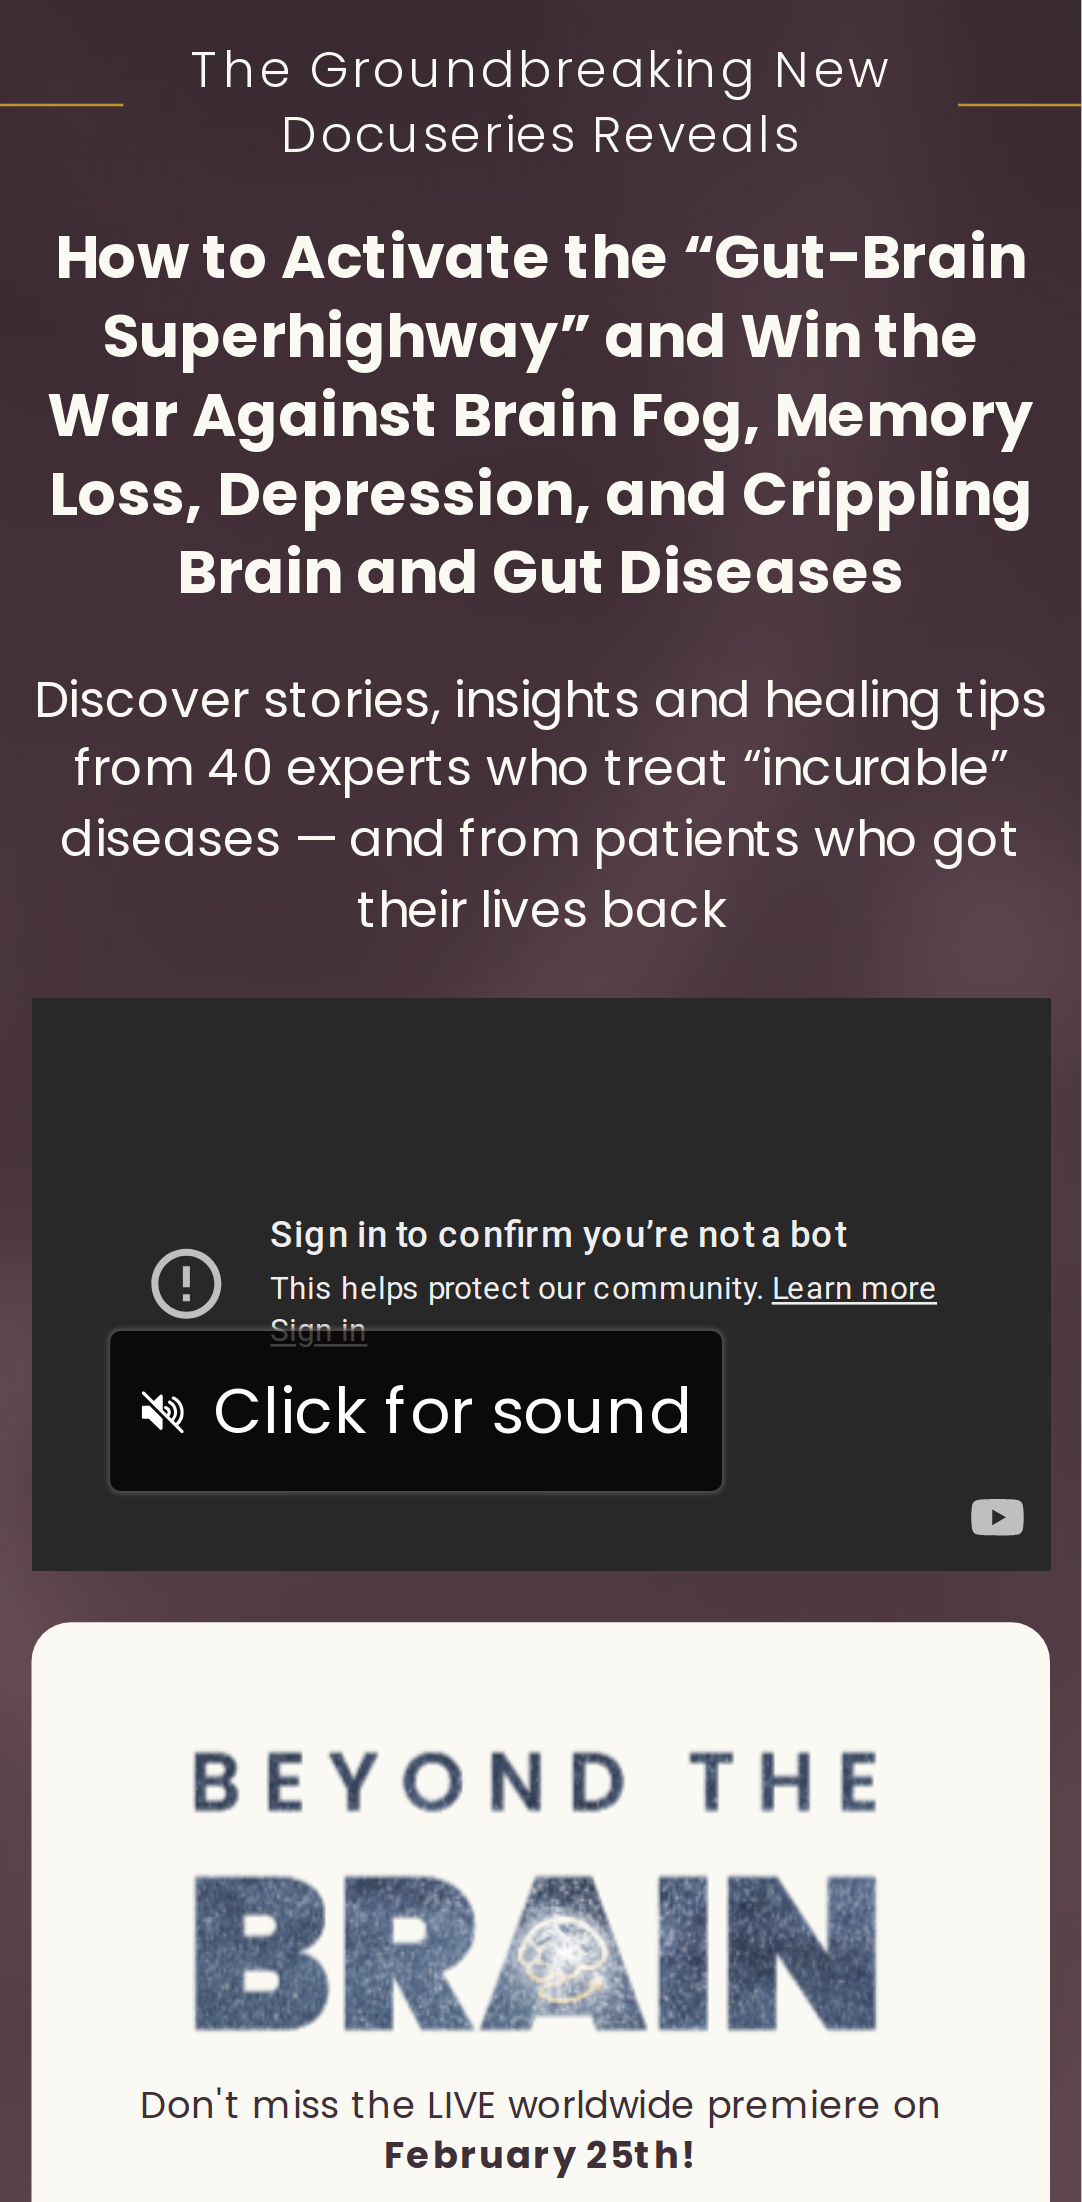 The Groundbreaking New
Docuseries Reveals
How to Activate the “Gut-Brain
Superhighway” and Win the
War Against Brain Fog, Memory
Loss, Depression, and Crippling
Brain and Gut Diseases
Discover stories, insights and healing tips
from 40 experts who treat “incurable”
diseases — and from patients who got
their lives back
Sign in to confirm you’re not a bot
This helps protect our community. Learn more
Sign in
Click for sound
BEYOND THE
BRAIN
Don't miss the LIVE worldwide premiere on
February 25th!